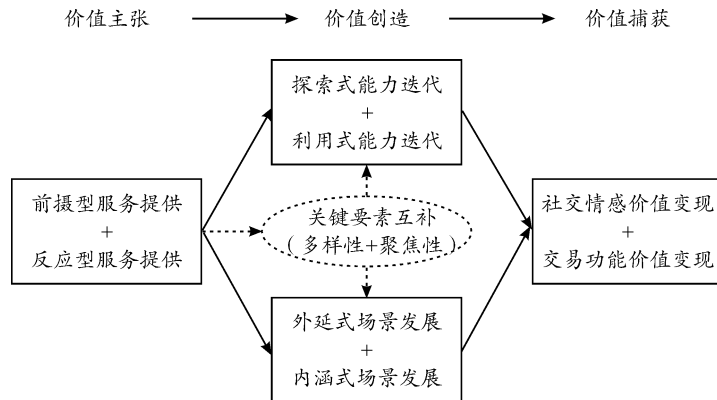 价值主张
价值创造
价值捕获
探索式能力迭代
+
利用式能力迭代
前摄型服务提供
+
反应型服务提供
关键要素互补
(多样性+聚焦性)
社交情感价值变现
+
交易功能价值变现
外延式场景发展
+
内涵式场景发展